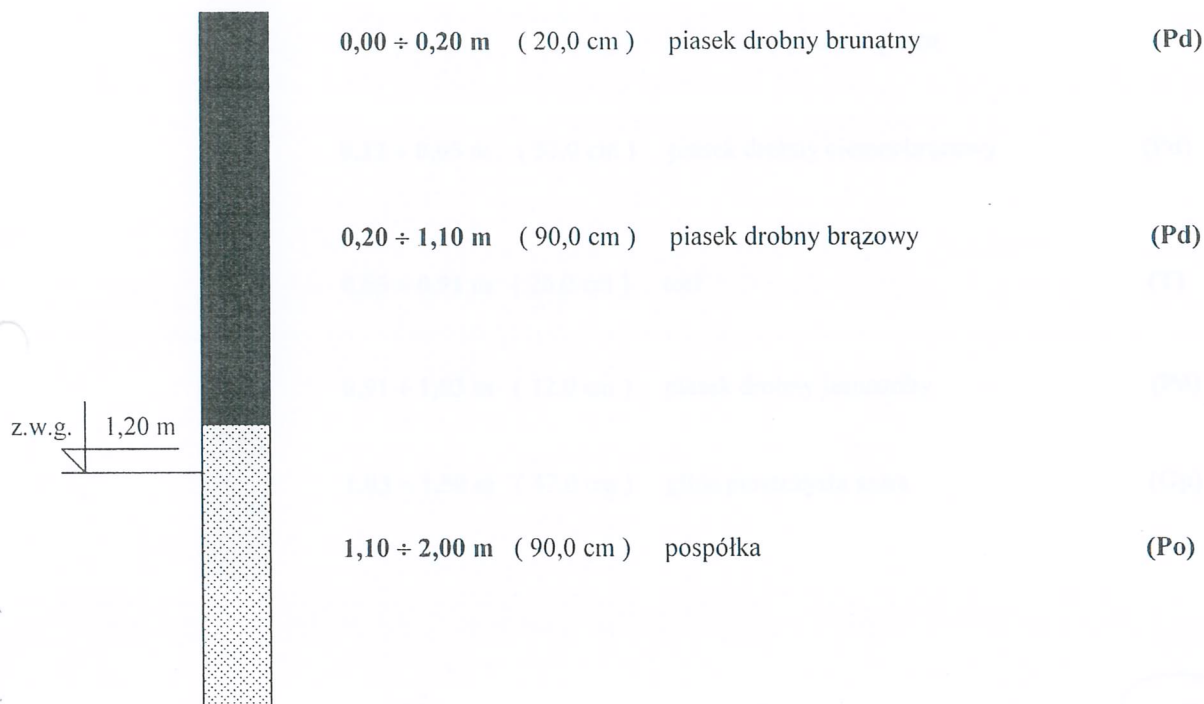 0,00 ÷ 0,20 m ( 20,0 cm ) piasek drobny brunatny (Pd)
0,20 ÷ 1,10 m ( 90,0 cm ) piasek drobny brązowy (Pd)
z.w.g. 1,20 m
1,10 ÷ 2,00 m ( 90,0 cm ) pospółka (Po)